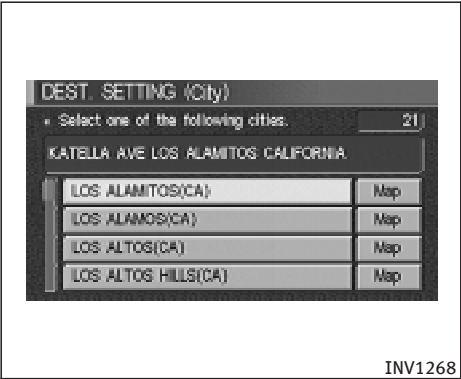 DEST. SETTING (City)
Select one of the following cities. 21
KATELLA AVE LOS ALAMITOS CALIFORNIA
LOS ALAMITOS(CA) Map
LOS ALAMOS(CA) Map
LOS ALTOS(CA) Map
LOS ALTOS HILLS(CA) Map
INV1268